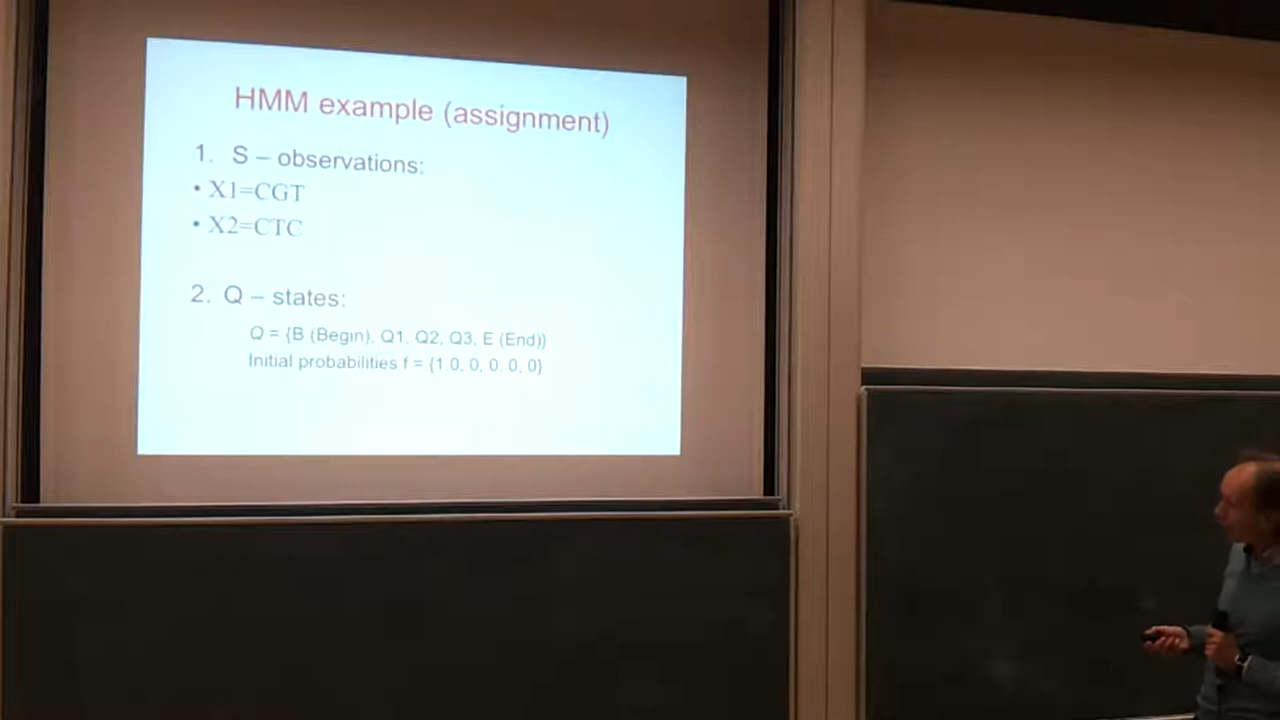 HMM example (assignment)
1. S – observations:
• X1=CGT
• X2=CTC
2. Q – states:
Q = {B (Begin), Q1, Q2, Q3, E (End)}
Initial probabilities f = {1.0, 0, 0, 0, 0}